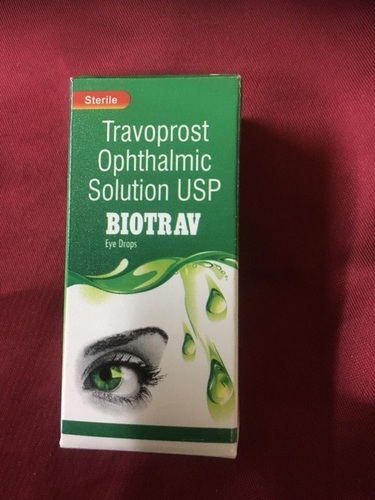 Sterile
Travoprost
Ophthalmic
Solution USP
BIOTRAV
Eye Drops